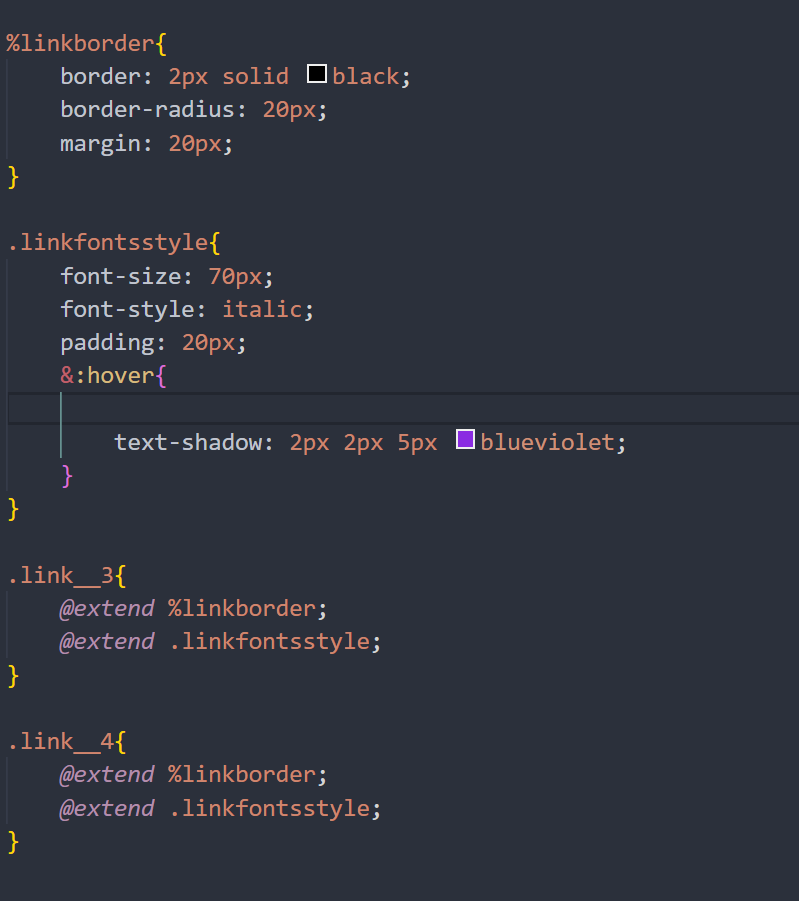 %linkborder{
    border: 2px solid black;
    border-radius: 20px;
    margin: 20px;
}
.linkfontsstyle{
    font-size: 70px;
    font-style: italic;
    padding: 20px;
    &:hover{
        text-shadow: 2px 2px 5px blueviolet;
    }
}
.link__3{
    @extend %linkborder;
    @extend .linkfontsstyle;
}
.link__4{
    @extend %linkborder;
    @extend .linkfontsstyle;
}